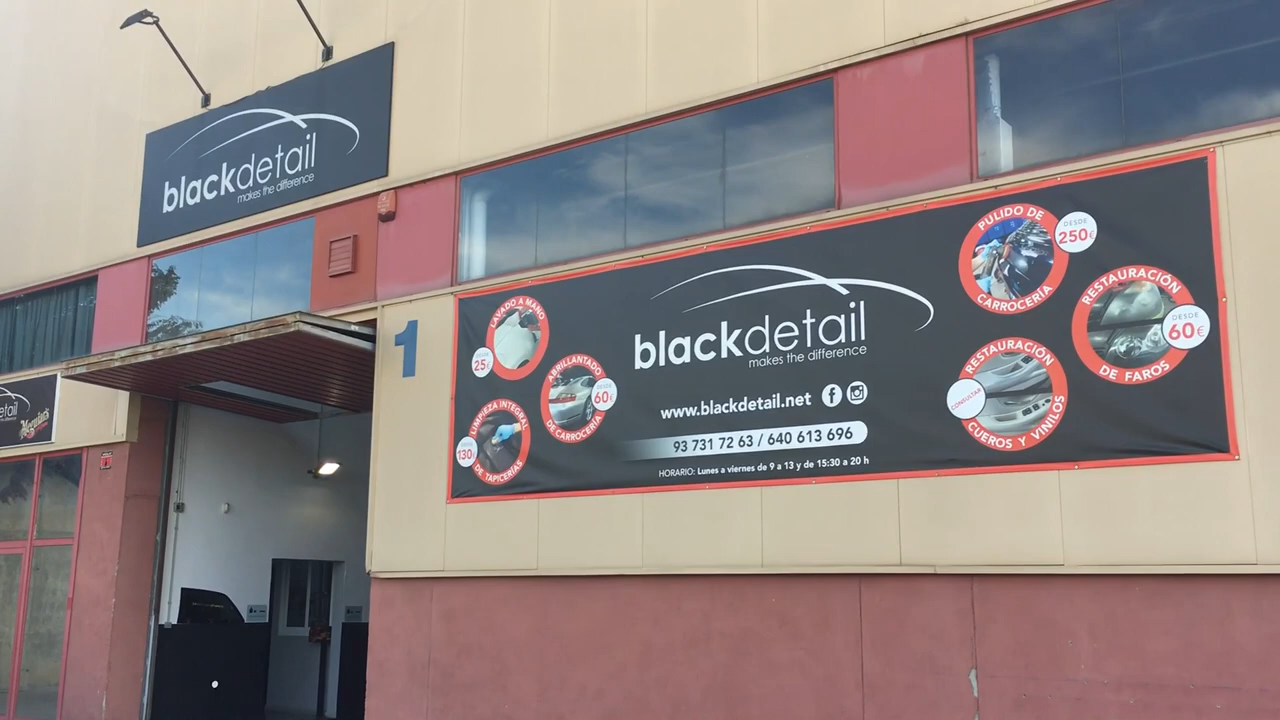 blackdetail
makes the difference
Meguiar's
1
LAVADO A MANO
DESDE
25€
ABRILLANTADO
DE CARROCERÍA
DESDE
60€
LIMPIEZA INTEGRAL
DE TAPICERÍAS
130€
blackdetail
makes the difference
www.blackdetail.net
93 731 72 63 / 640 613 696
HORARIO: Lunes a viernes de 9 a 13 y de 15:30 a 20 h
PULIDO DE
CARROCERÍA
DESDE
250€
RESTAURACIÓN
DE FAROS
DESDE
60€
RESTAURACIÓN
CUEROS Y VINILOS
CONSULTAR